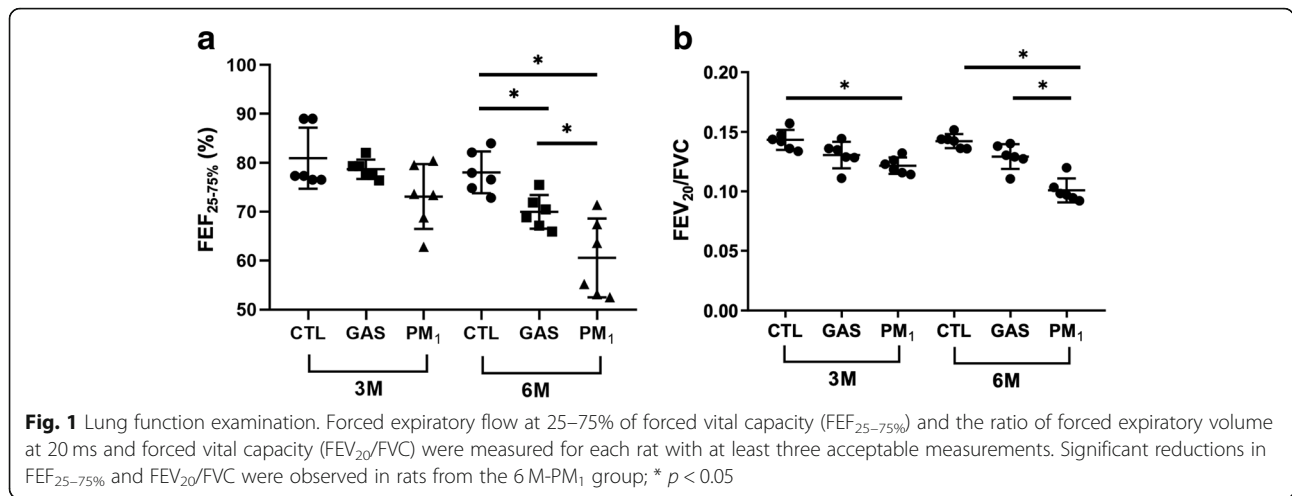 a
FEF25-75% (%)
100
90
80
70
60
50
* 
*
*
CTL GAS PM1 CTL GAS PM1
3M 6M
b
FEV20/FVC
0.20
0.15
0.10
0.05
0.00
*
*
*
CTL GAS PM1 CTL GAS PM1
3M 6M
Fig. 1 Lung function examination. Forced expiratory flow at 25–75% of forced vital capacity (FEF25–75%) and the ratio of forced expiratory volume
at 20 ms and forced vital capacity (FEV20/FVC) were measured for each rat with at least three acceptable measurements. Significant reductions in
FEF25–75% and FEV20/FVC were observed in rats from the 6 M-PM1 group; * p < 0.05